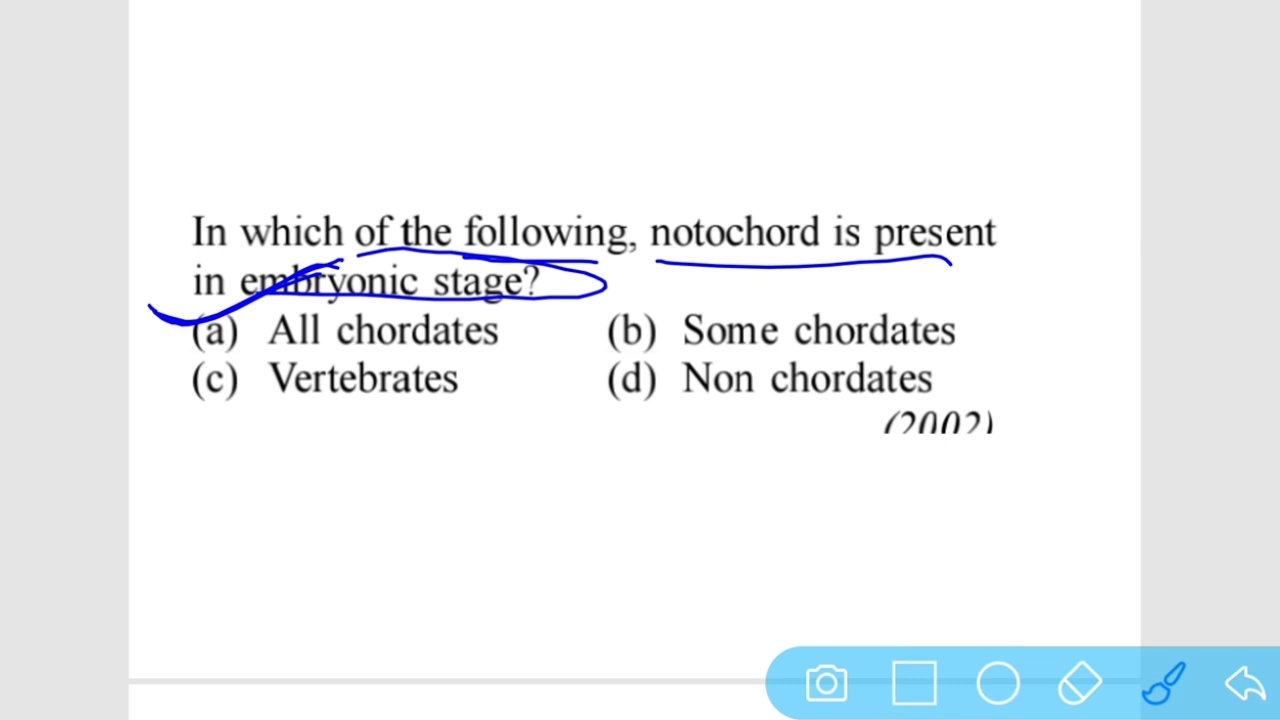 In which of the following, notochord is present
in embryonic stage?
(a) All chordates (b) Some chordates
(c) Vertebrates (d) Non chordates
(2002)